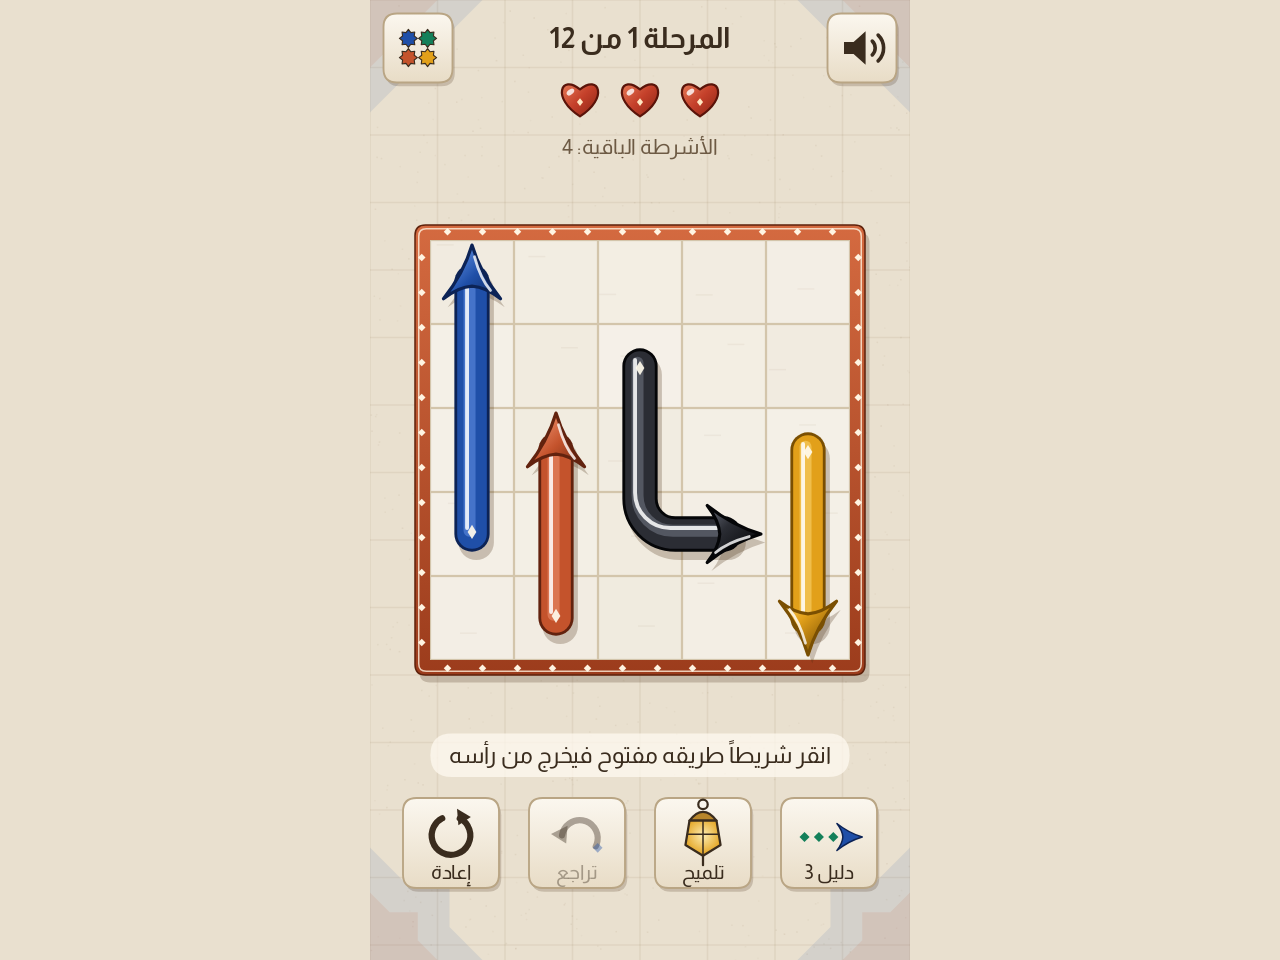 المرحلة 1 من 12
الأشرطة الباقية: 4
انقر شريطاً طريقه مفتوح فيخرج من رأسه
دليل 3
تلميح
تراجع
إعادة